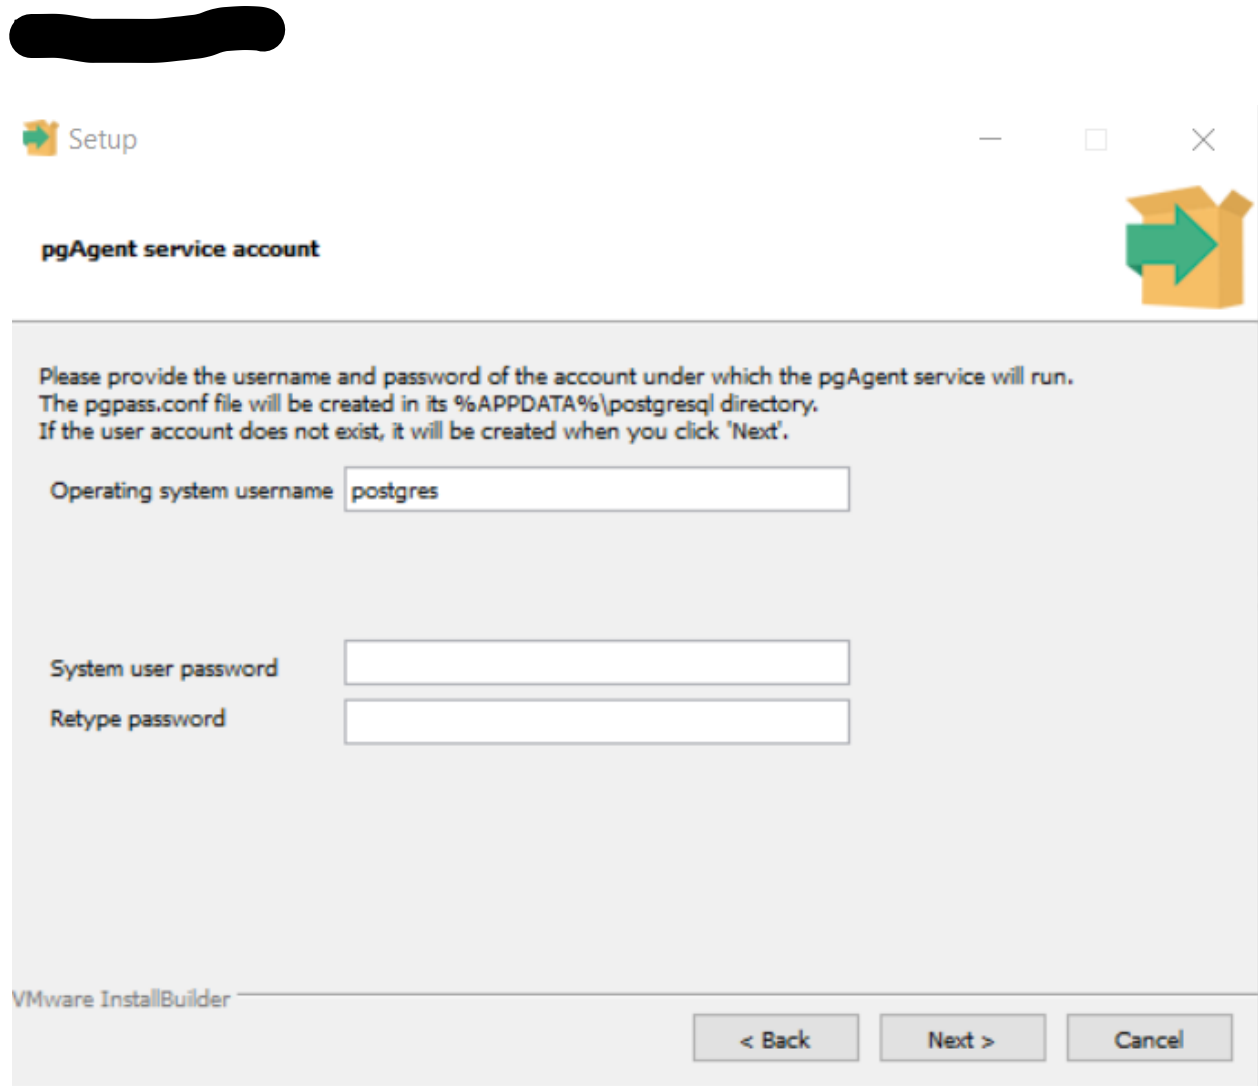 Setup
pgAgent service account
Please provide the username and password of the account under which the pgAgent service will run.
The pgpass.conf file will be created in its %APPDATA%\postgresql directory.
If the user account does not exist, it will be created when you click 'Next'.
Operating system username postgres
System user password
Retype password
VMware InstallBuilder
< Back Next > Cancel